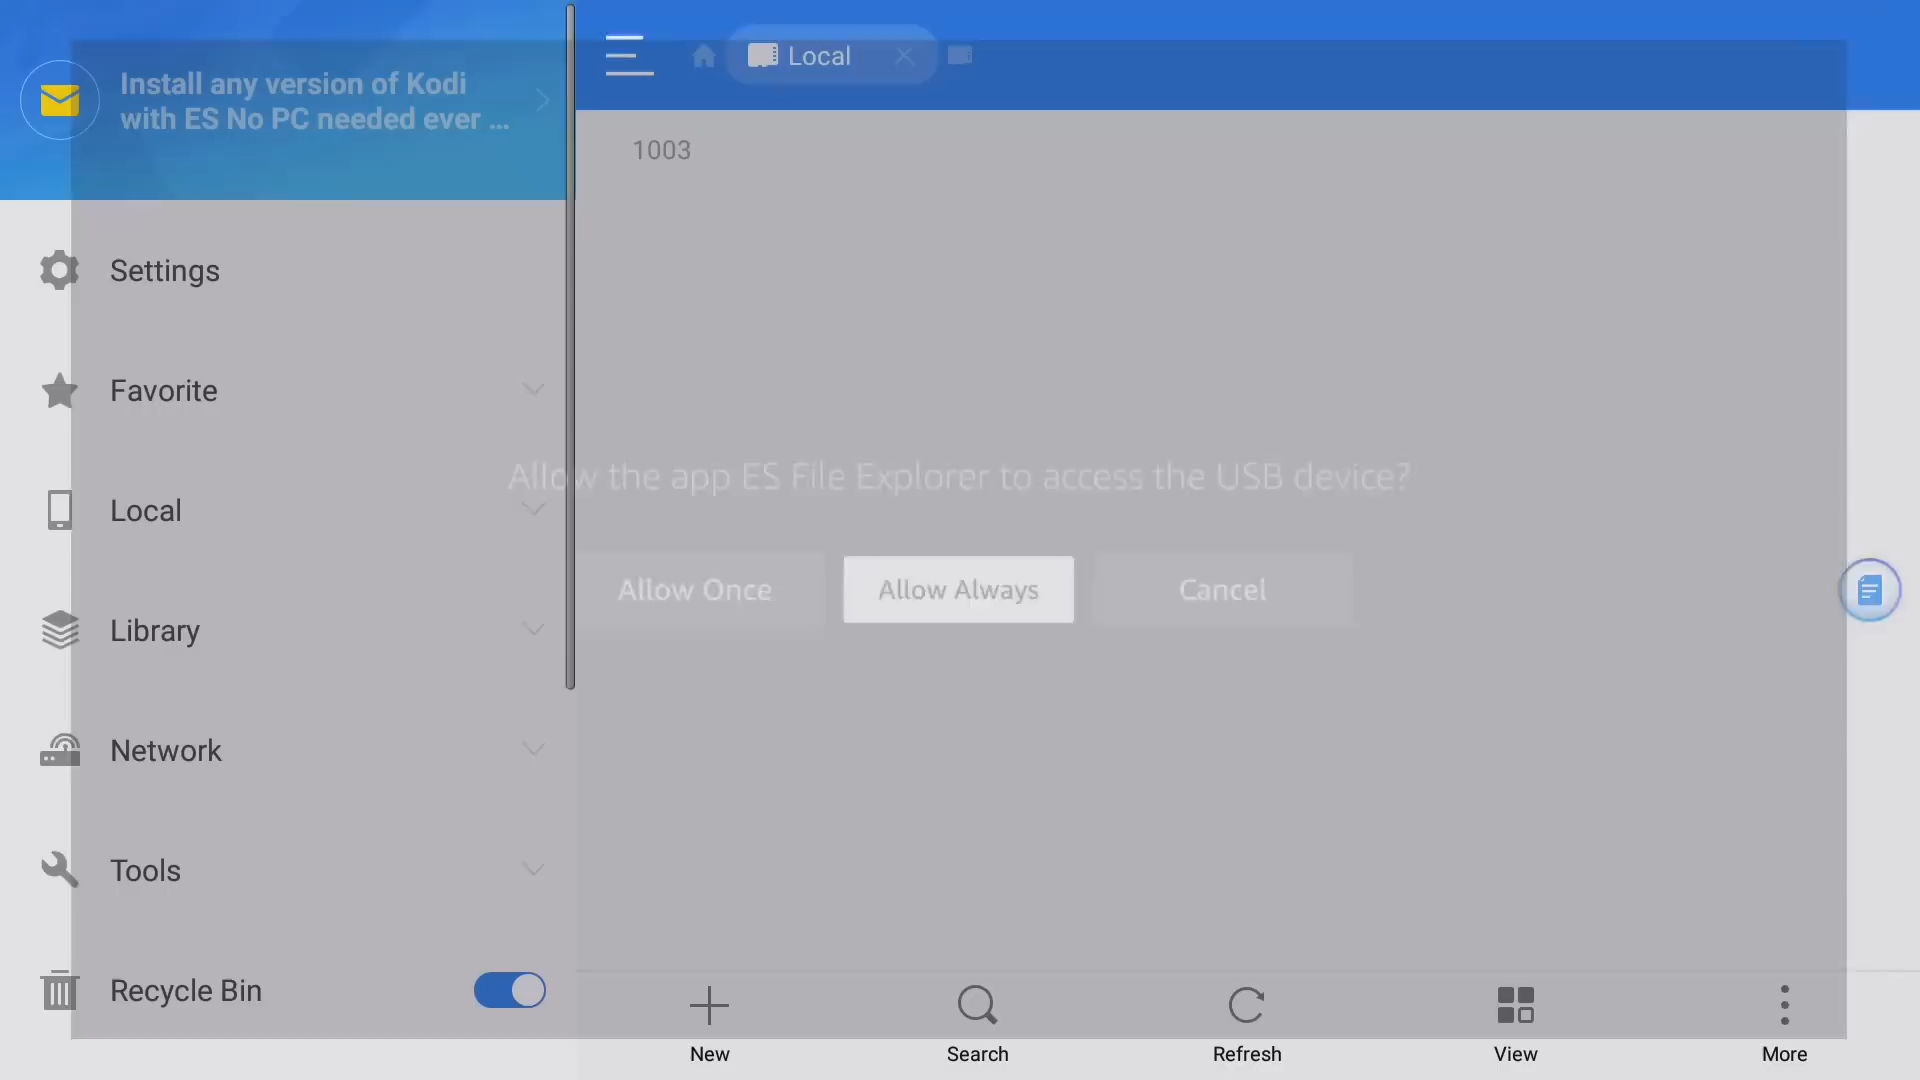 Install any version of Kodi
with ES No PC needed ever ...
Settings
Favorite
Local
Library
Network
Tools
Recycle Bin
Local
1003
Allow the app ES File Explorer to access the USB device?
Allow Once
Allow Always
Cancel
New
Search
Refresh
View
More